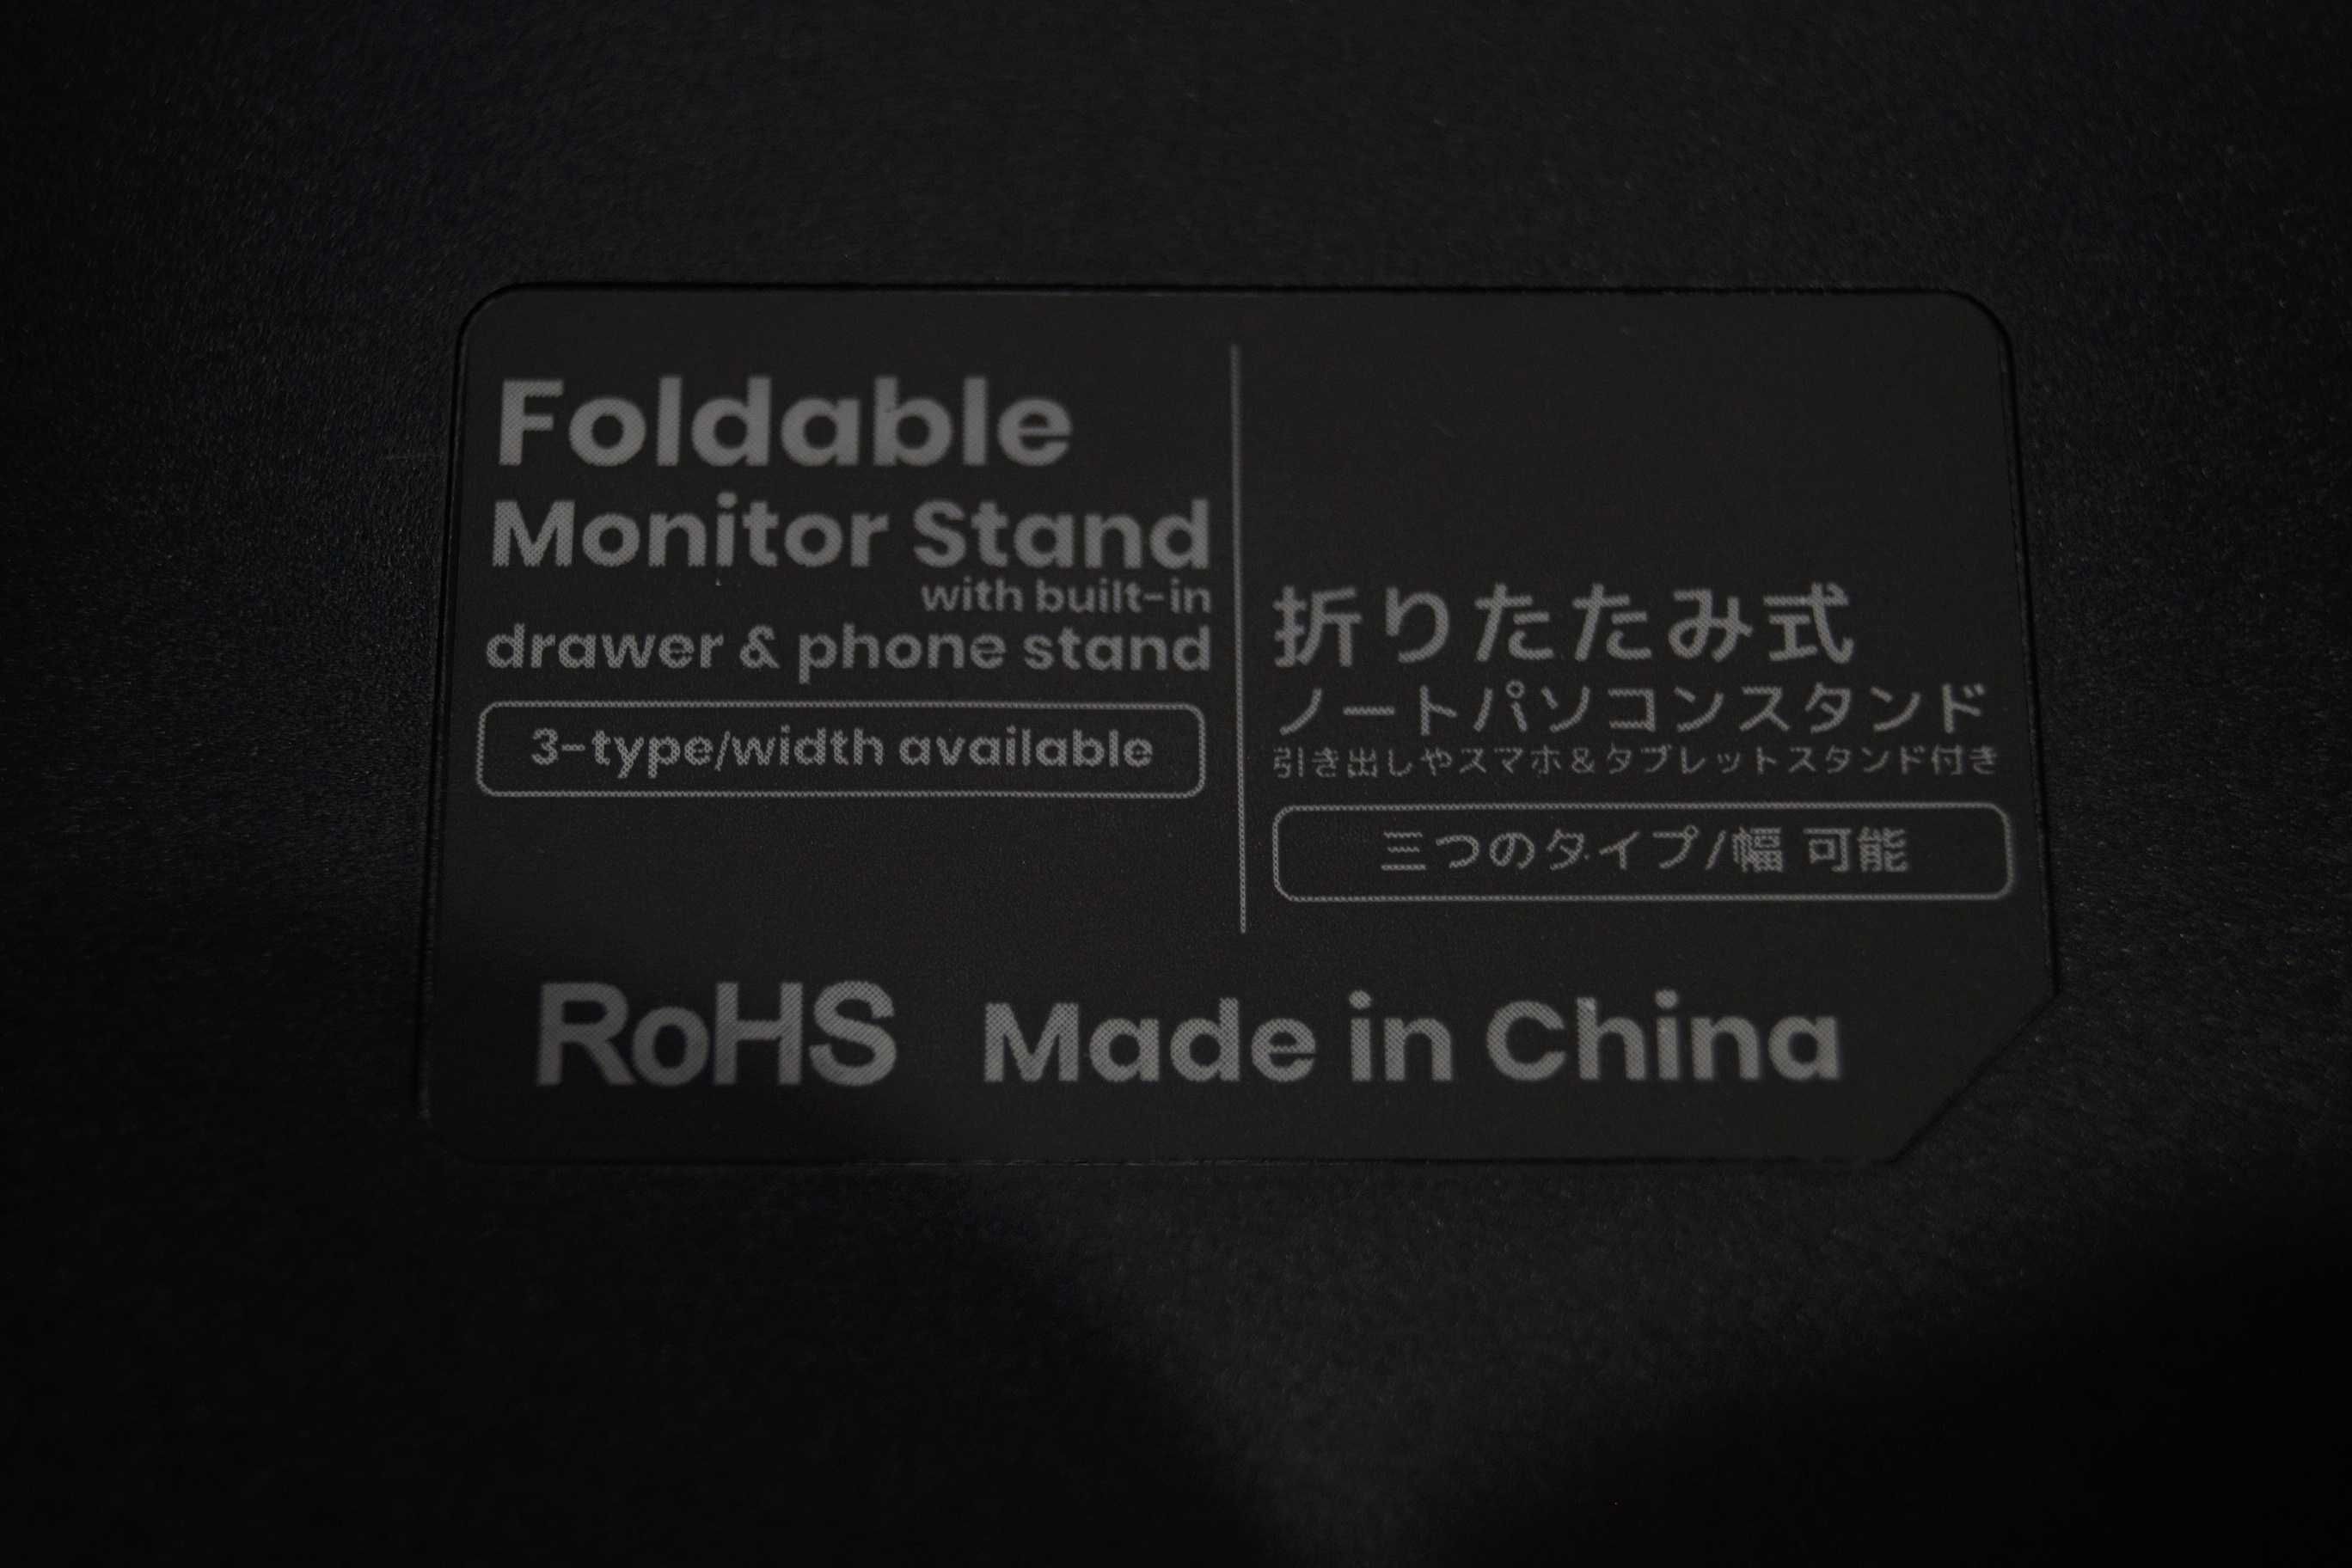 Foldable
Monitor Stand
with built-in
drawer & phone stand
3-type/width available
折りたたみ式
ノートパソコンスタンド
引き出しやスマホ&タブレットスタンド付き
三つのタイプ/幅 可能
RoHS Made in China